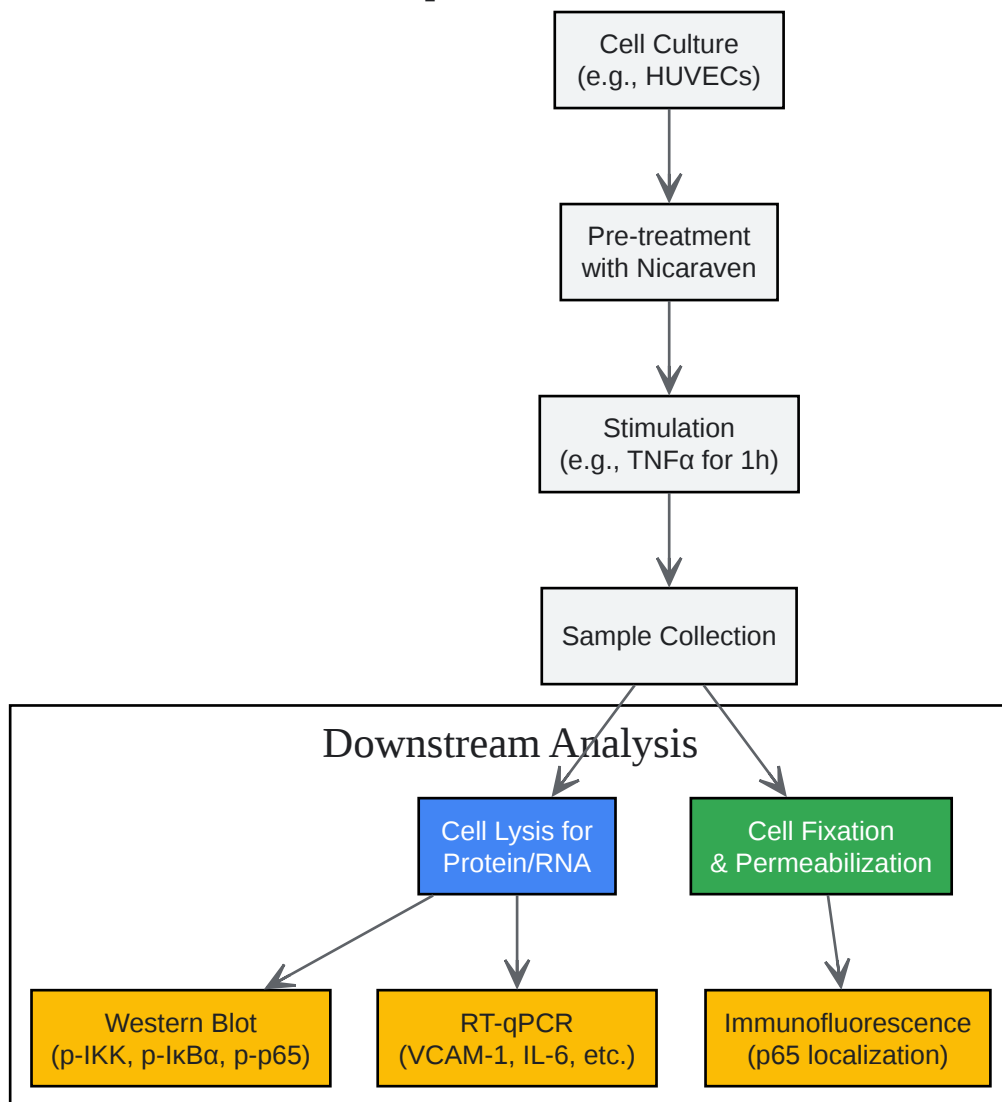 Cell Culture
(e.g., HUVECs)
Pre-treatment
with Nicaraven
Stimulation
(e.g., TNFα for 1h)
Sample Collection
Downstream Analysis
Cell Lysis for
Protein/RNA
Cell Fixation
& Permeabilization
Western Blot
(p-IKK, p-IκBα, p-p65)
RT-qPCR
(VCAM-1, IL-6, etc.)
Immunofluorescence
(p65 localization)